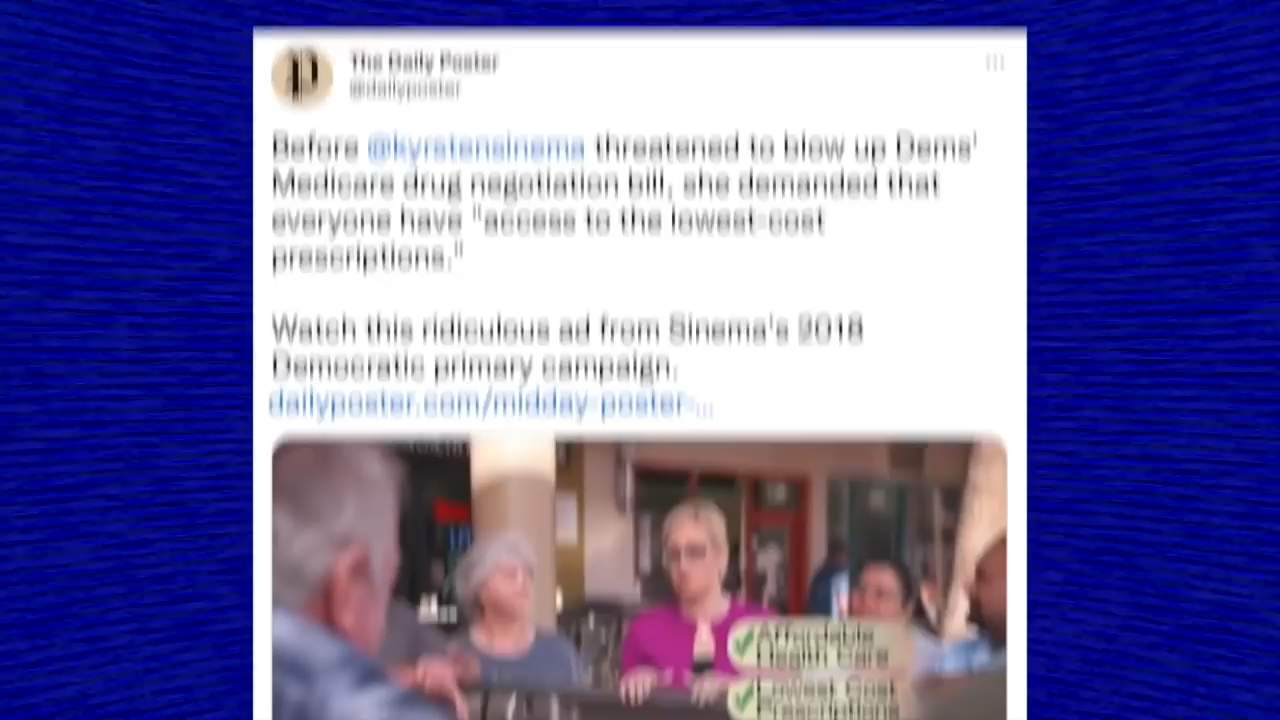 The Daily Poster
@dailyposter
Before @kyrstensinema threatened to blow up Dems'
Medicare drug negotiation bill, she demanded that
everyone have "access to the lowest-cost
prescriptions."
Watch this ridiculous ad from Sinema's 2018
Democratic primary campaign.
dailyposter.com/midday-poster-...
Affordable
Health Care
Lowest Cost
Prescriptions